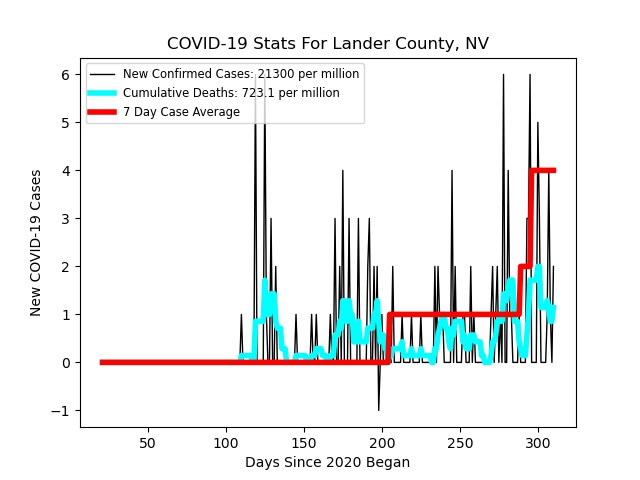 COVID-19 Stats For Lander County, NV
New Confirmed Cases: 21300 per million
Cumulative Deaths: 723.1 per million
7 Day Case Average
New COVID-19 Cases
6
5
4
3
2
1
0
−1
50 100 150 200 250 300
Days Since 2020 Began